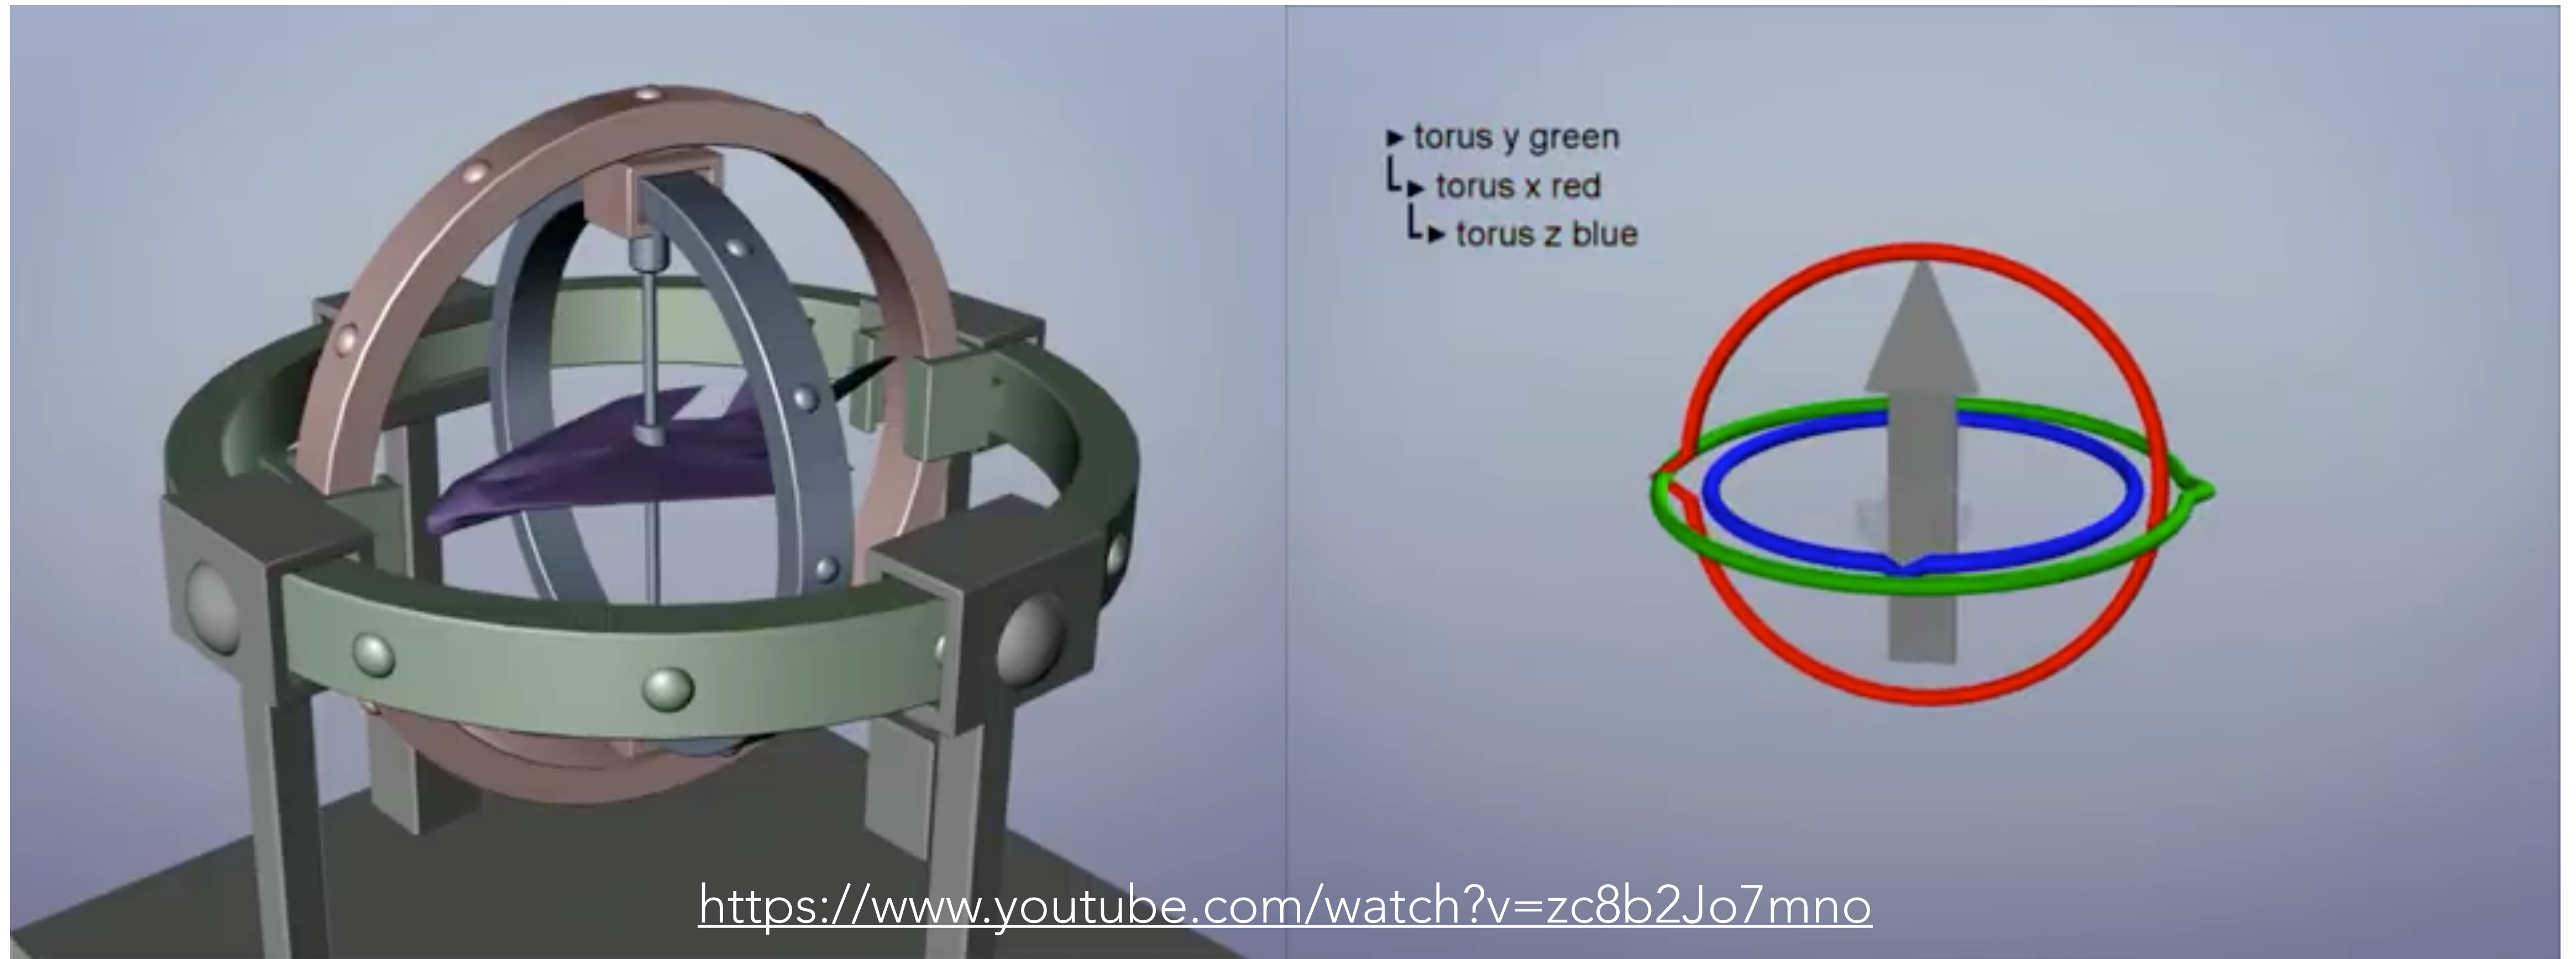 torus y green
torus x red
torus z blue
https://www.youtube.com/watch?v=zc8b2Jo7mno